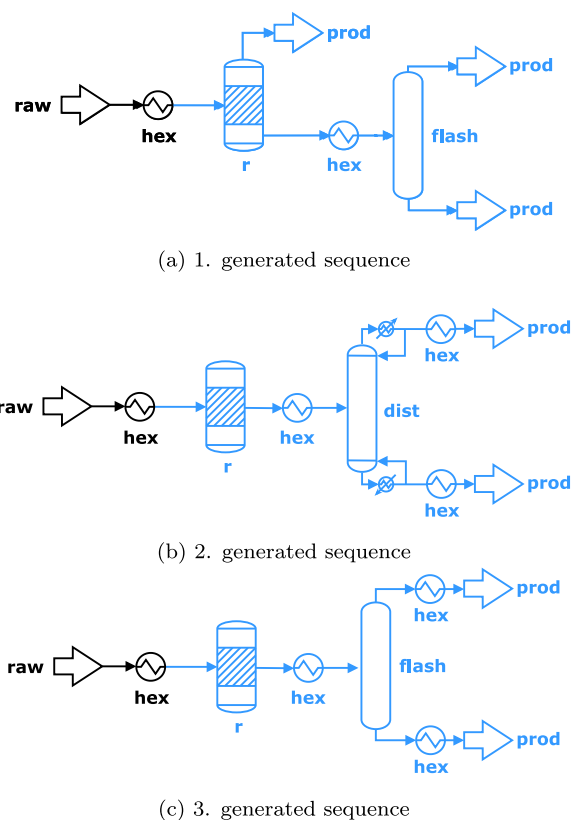 prod
prod
raw
hex
flash
r
hex
prod
(a) 1. generated sequence
prod
hex
raw
dist
hex
hex
r
prod
hex
(b) 2. generated sequence
prod
hex
raw
flash
hex
hex
r
prod
hex
(c) 3. generated sequence